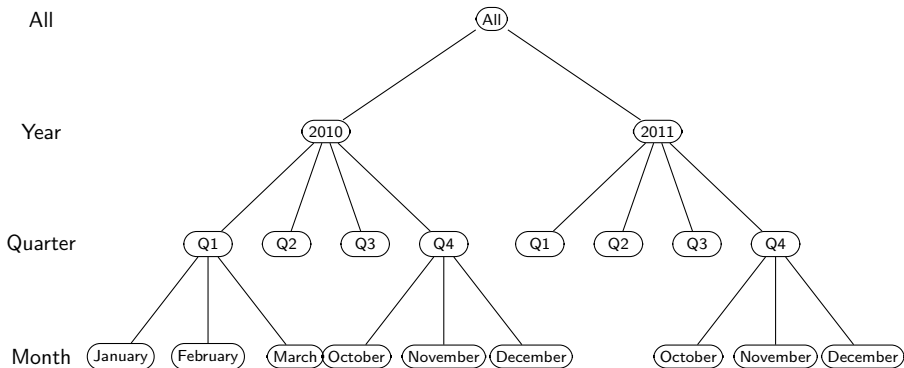 All All
Year 2010 2011
Quarter Q1 Q2 Q3 Q4 Q1 Q2 Q3 Q4
Month January February March October November December October November December